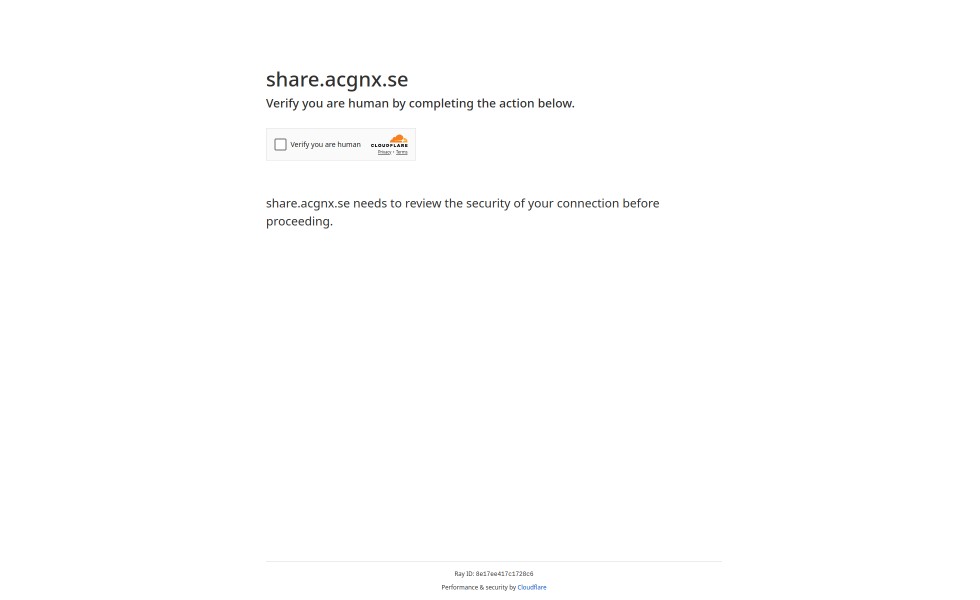 share.acgnx.se
Verify you are human by completing the action below.
Verify you are human
CLOUDFLARE
Privacy • Terms
share.acgnx.se needs to review the security of your connection before
proceeding.
Ray ID: 8e17ee417c1720c6
Performance & security by Cloudflare